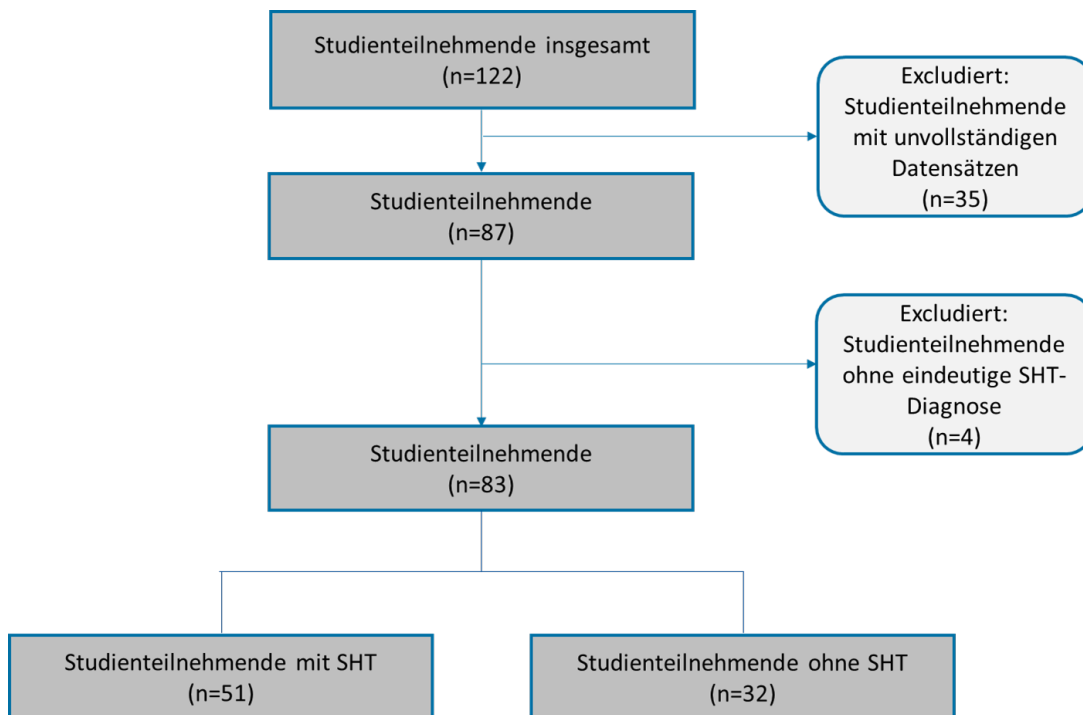 Studienteilnehmende insgesamt
(n=122)
Excludiert:
Studienteilnehmende
mit unvollständigen
Datensätzen
(n=35)
Studienteilnehmende
(n=87)
Excludiert:
Studienteilnehmende
ohne eindeutige SHT-
Diagnose
(n=4)
Studienteilnehmende
(n=83)
Studienteilnehmende mit SHT
(n=51)
Studienteilnehmende ohne SHT
(n=32)